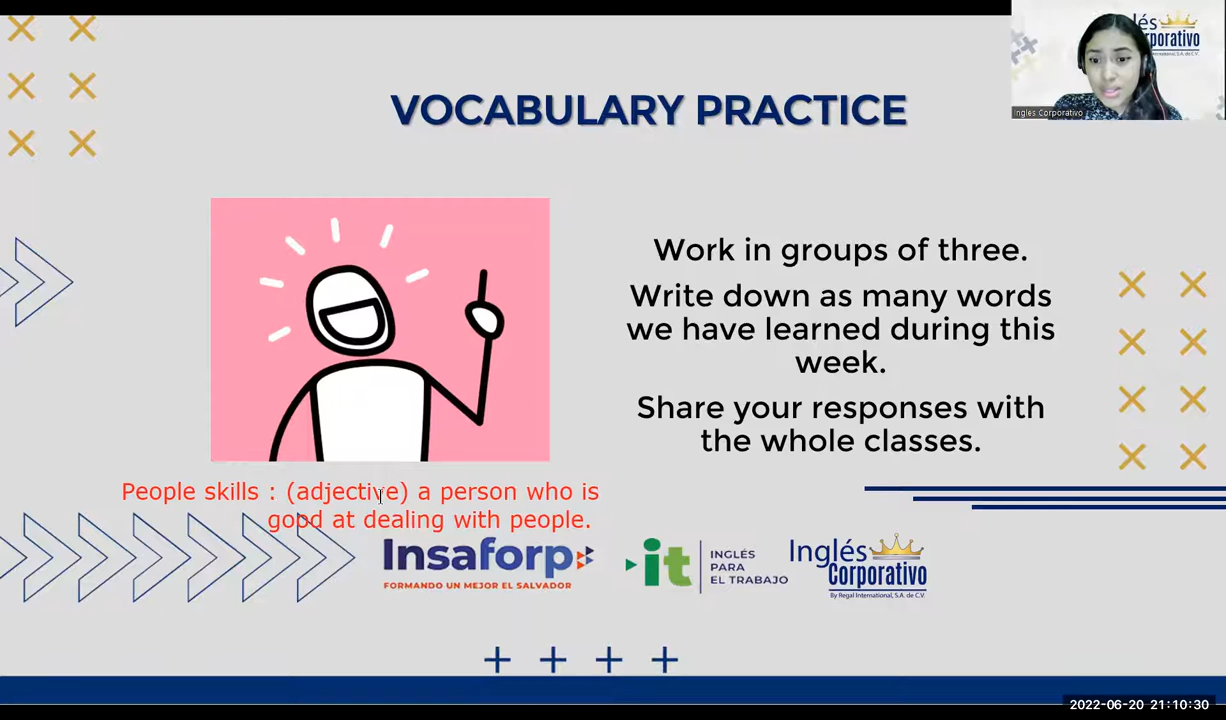 lés
rporativo
Inglés Corporativo
VOCABULARY PRACTICE
Work in groups of three.
Write down as many words
we have learned during this
week.
Share your responses with
the whole classes.
People skills : (adjective) a person who is
good at dealing with people.
Insaforp
FORMANDO UN MEJOR EL SALVADOR
it
INGLÉS
PARA
EL TRABAJO
Inglés
Corporativo
By Regal International, S.A. de C.V.
2022-06-20 21:10:30